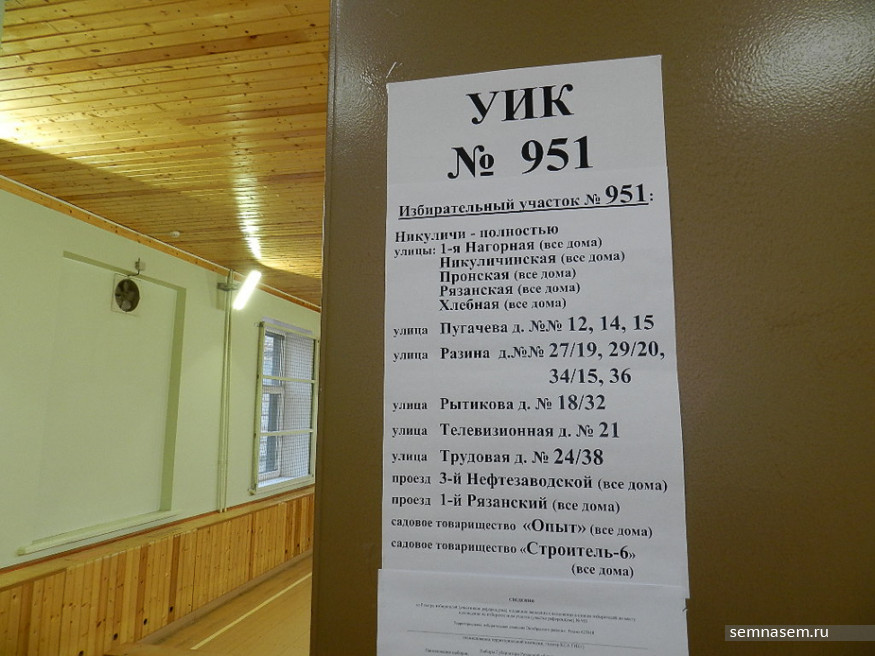 УИК
№ 951
Избирательный участок № 951:
Никуличи - полностью
улицы: 1-я Нагорная (все дома)
Никуличинская (все дома)
Пронская (все дома)
Рязанская (все дома)
Хлебная (все дома)
улица Пугачева д. №№ 12, 14, 15
улица Разина д.№№ 27/19, 29/20,
34/15, 36
улица Рытикова д. № 18/32
улица Телевизионная д. № 21
улица Трудовая д. № 24/38
проезд 3-й Нефтезаводской (все дома)
проезд 1-й Рязанский (все дома)
садовое товарищество «Опыт» (все дома)
садовое товарищество «Строитель-6»
(все дома)
СВЕДЕНИЯ
semnasem.ru